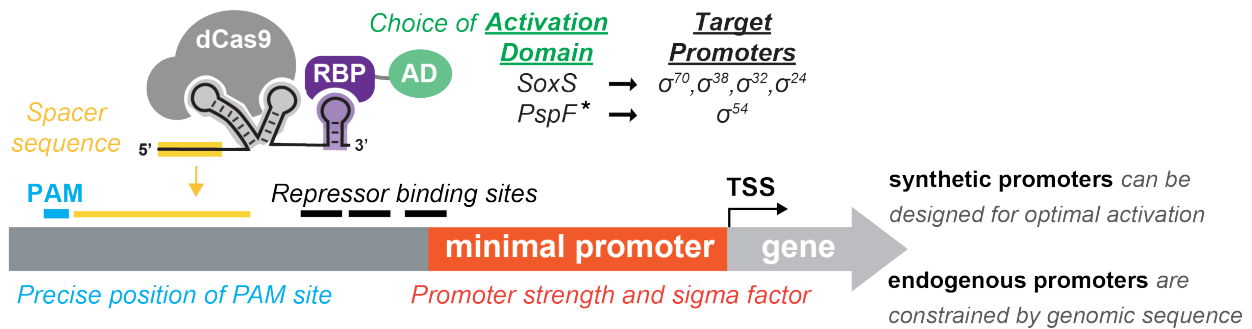 dCas9
RBP
AD
Choice of Activation Domain
Target Promoters
SoxS → σ70,σ38,σ32,σ24
PspF* → σ54
Spacer
sequence
5’
3’
PAM
Repressor binding sites
TSS
minimal promoter
gene
Precise position of PAM site
Promoter strength and sigma factor
synthetic promoters can be
designed for optimal activation
endogenous promoters are
constrained by genomic sequence